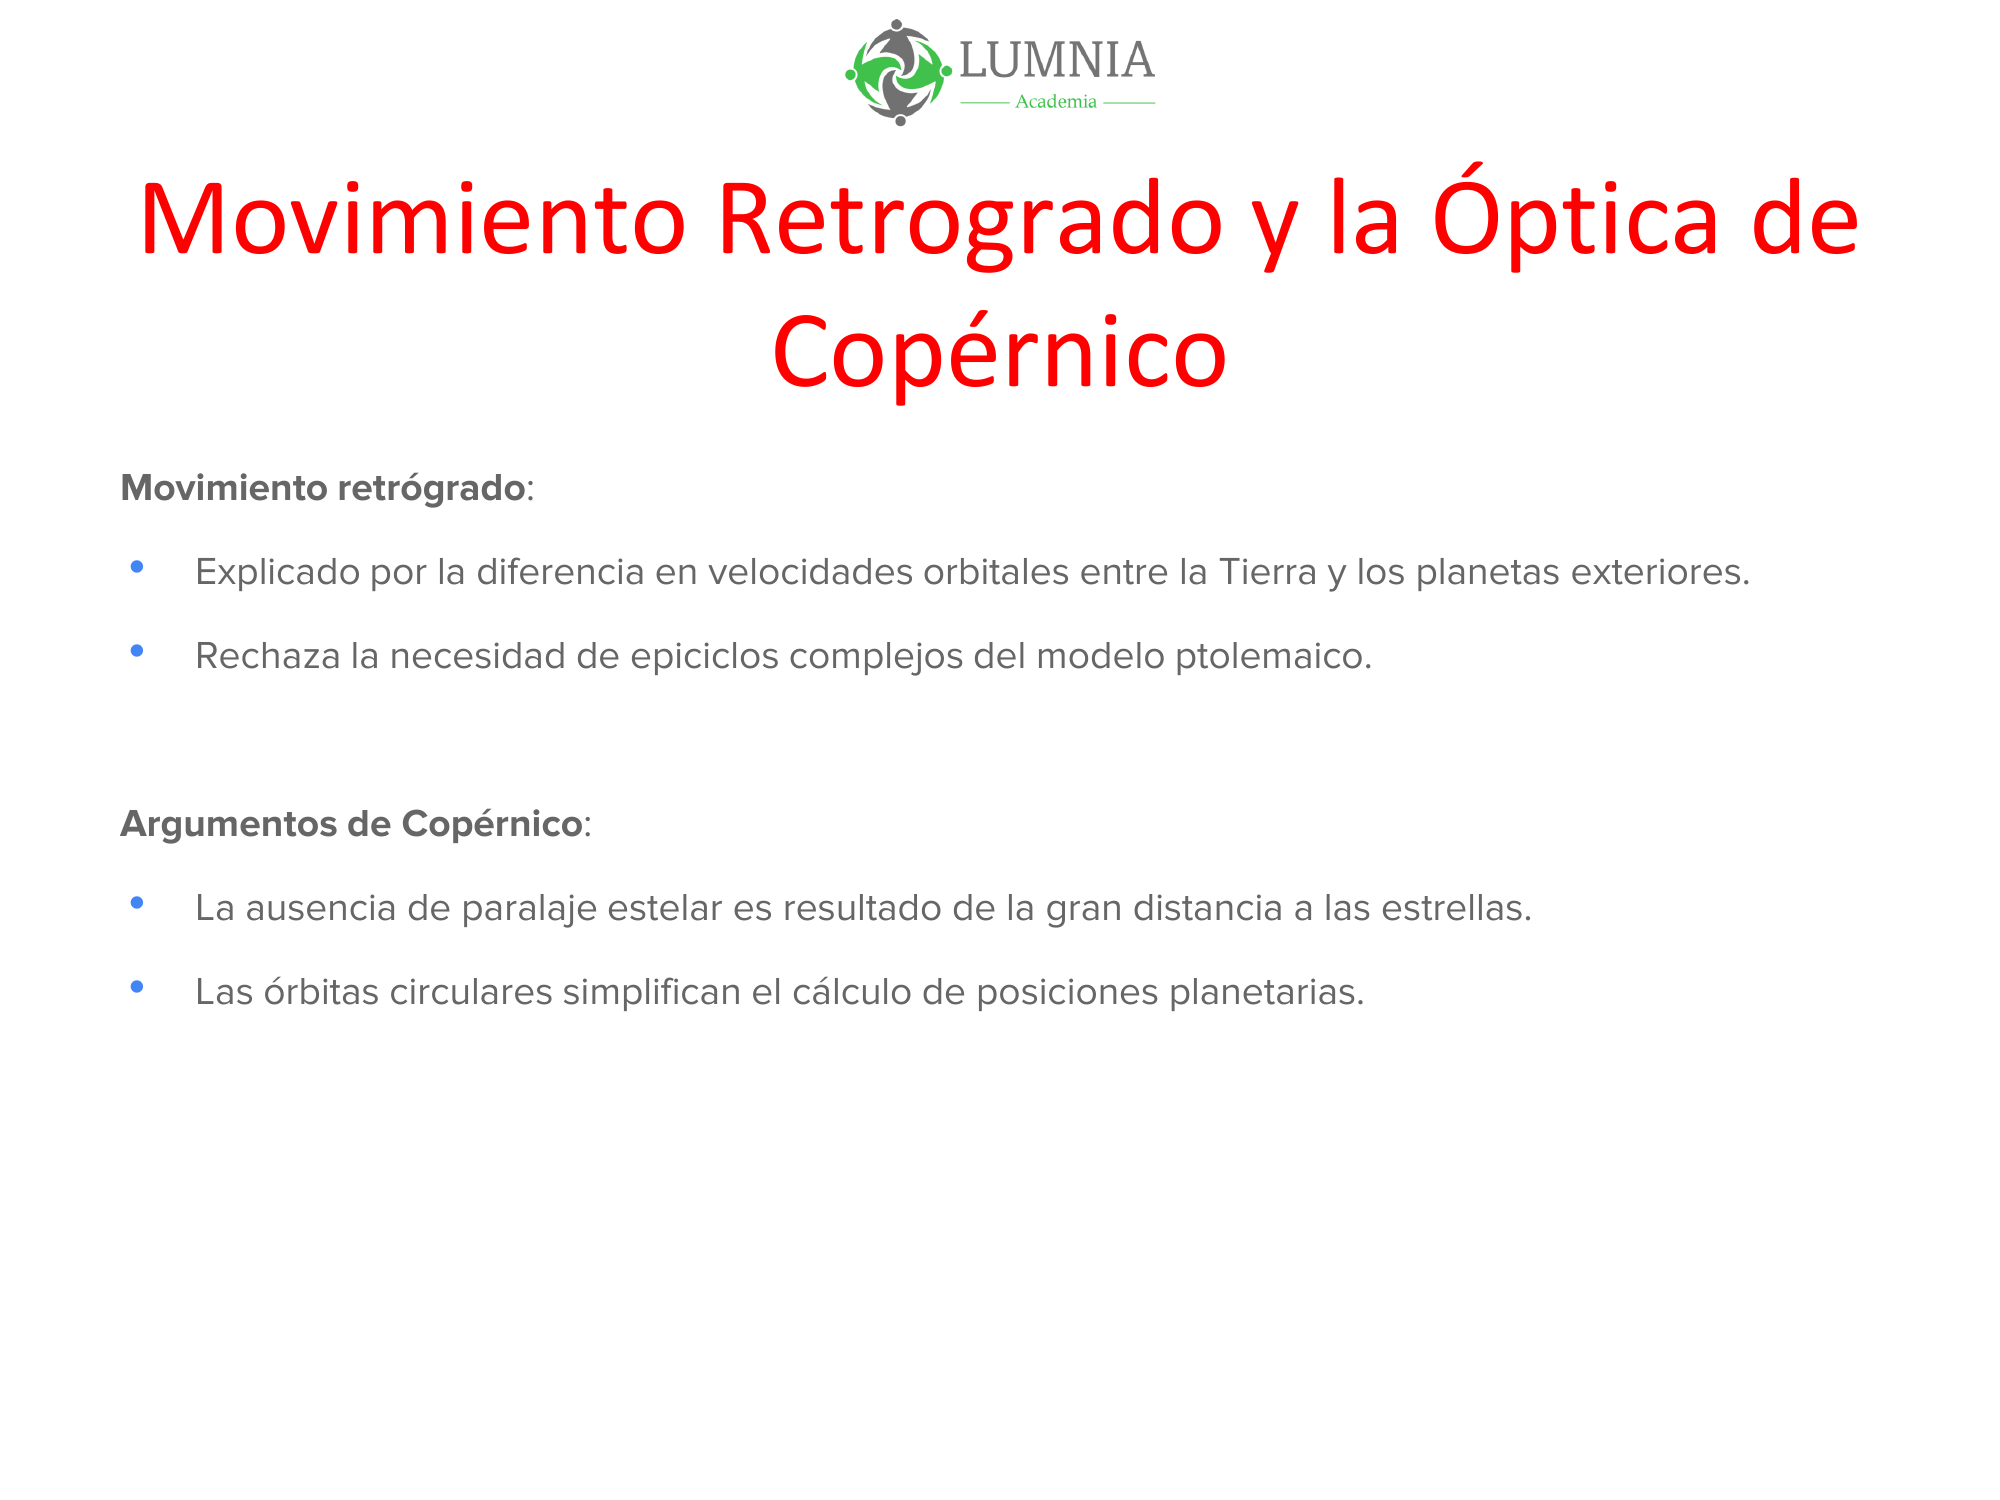 LUMNIA
Academia
Movimiento Retrogrado y la Óptica de
Copérnico
Movimiento retrógrado:
• Explicado por la diferencia en velocidades orbitales entre la Tierra y los planetas exteriores.
• Rechaza la necesidad de epiciclos complejos del modelo ptolemaico.
Argumentos de Copérnico:
• La ausencia de paralaje estelar es resultado de la gran distancia a las estrellas.
• Las órbitas circulares simplifican el cálculo de posiciones planetarias.